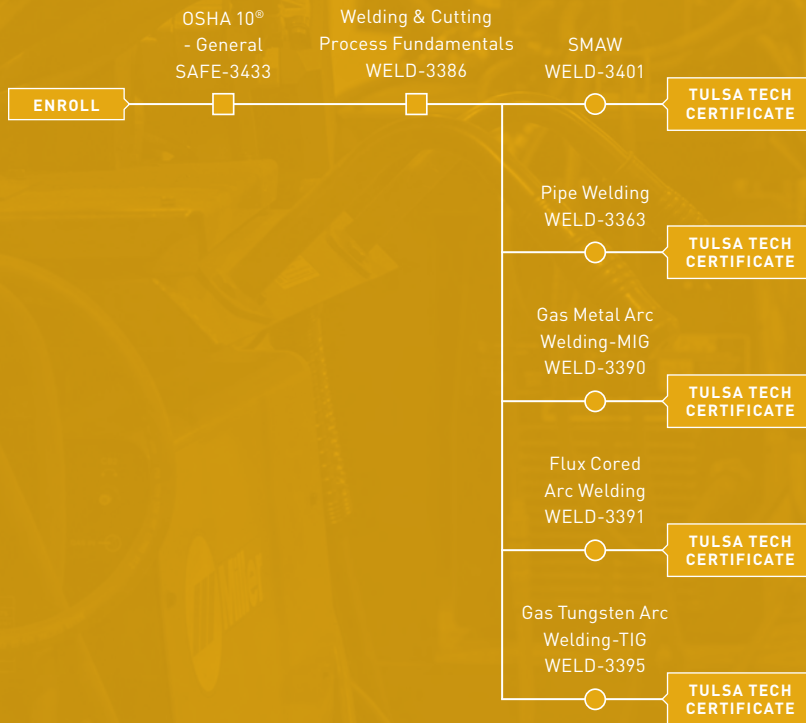 OSHA 10®
- General
SAFE-3433
Welding & Cutting
Process Fundamentals
WELD-3386
SMAW
WELD-3401
ENROLL
TULSA TECH
CERTIFICATE
Pipe Welding
WELD-3363
TULSA TECH
CERTIFICATE
Gas Metal Arc
Welding-MIG
WELD-3390
TULSA TECH
CERTIFICATE
Flux Cored
Arc Welding
WELD-3391
TULSA TECH
CERTIFICATE
Gas Tungsten Arc
Welding-TIG
WELD-3395
TULSA TECH
CERTIFICATE
Miller